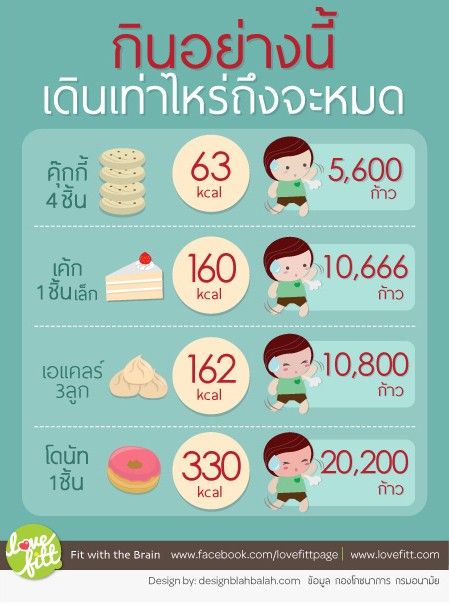 กินอย่างนี้
เดินเท่าไหร่ถึงจะหมด
คุ๊กกี้
4 ชิ้น
63
kcal
5,600
ก้าว
เค้ก
1 ชิ้นเล็ก
160
kcal
10,666
ก้าว
เอแคลร์
3ลูก
162
kcal
10,800
ก้าว
โดนัท
1ชิ้น
330
kcal
20,200
ก้าว
love fitt
Fit with the Brain www.facebook.com/lovefittpage | www.lovefitt.com
Design by: designblahbalah.com ข้อมูล กองโภชนาการ กรมอนามัย